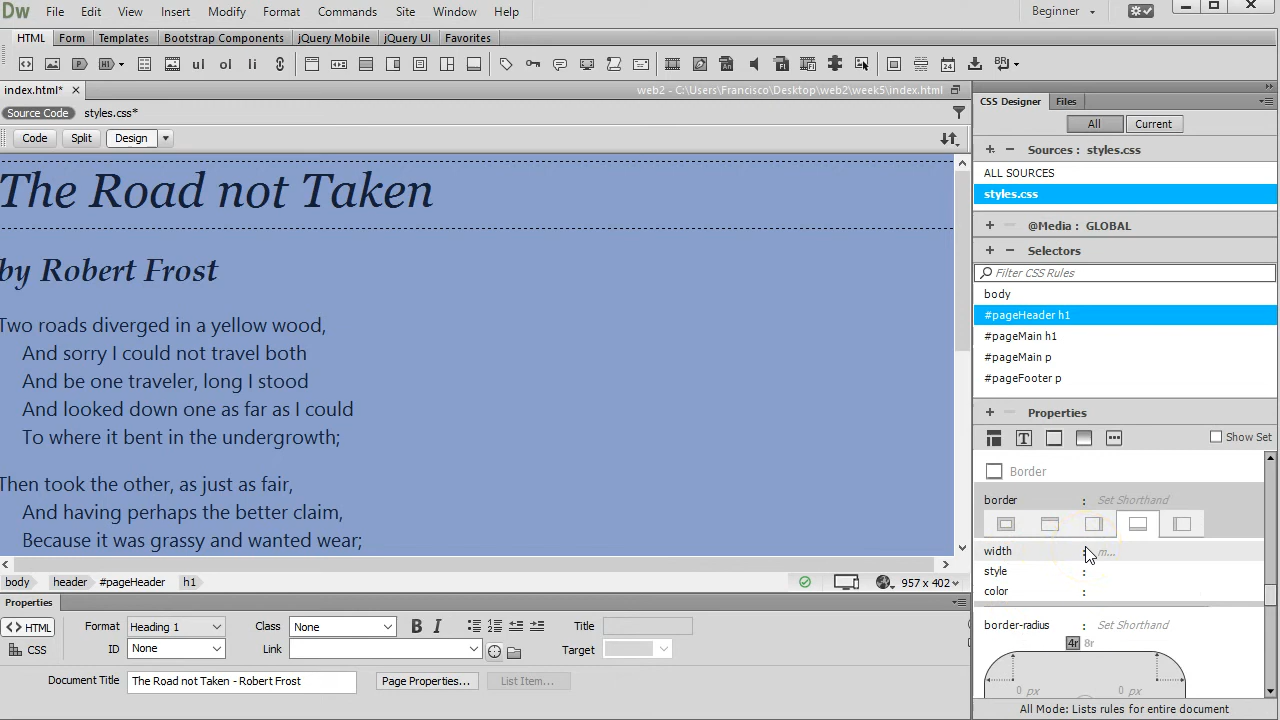 Dw File Edit View Insert Modify Format Commands Site Window Help Beginner
HTML Form Templates Bootstrap Components jQuery Mobile jQuery UI Favorites
HI ul ol li BRJ
index.html* × web2 - C:\Users\Francisco\Desktop\web2\week5\index.html
Source Code styles.css*
Code Split Design
The Road not Taken
by Robert Frost
Two roads diverged in a yellow wood,
And sorry I could not travel both
And be one traveler, long I stood
And looked down one as far as I could
To where it bent in the undergrowth;
Then took the other, as just as fair,
And having perhaps the better claim,
Because it was grassy and wanted wear;
body header #pageHeader h1 957 x 402
Properties
HTML Format Heading 1 Class None B I Title
CSS ID None Link Target
Document Title The Road not Taken - Robert Frost Page Properties... List Item...
CSS Designer Files
All Current
+ - Sources : styles.css
ALL SOURCES
styles.css
+ @Media : GLOBAL
+ - Selectors
Filter CSS Rules
body
#pageHeader h1
#pageMain h1
#pageMain p
#pageFooter p
+ Properties
T Show Set
Border
border : Set Shorthand
width : m...
style :
color :
border-radius : Set Shorthand
4r 8r
0 px 0 px
All Mode: Lists rules for entire document